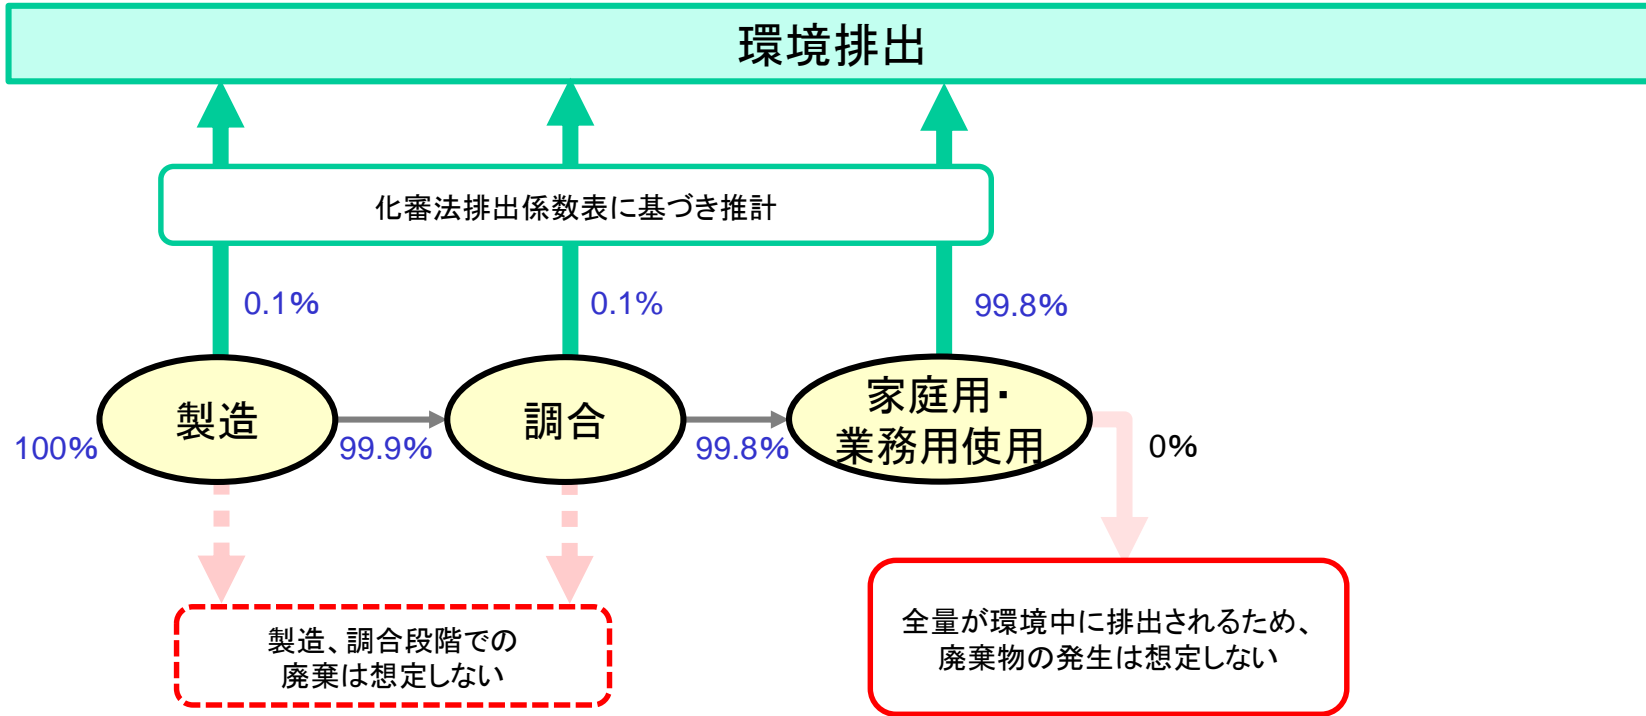 環境排出
化審法排出係数表に基づき推計
0.1%
0.1%
99.8%
製造
調合
家庭用・
業務用使用
100%
99.9%
99.8%
0%
製造、調合段階での
廃棄は想定しない
全量が環境中に排出されるため、
廃棄物の発生は想定しない